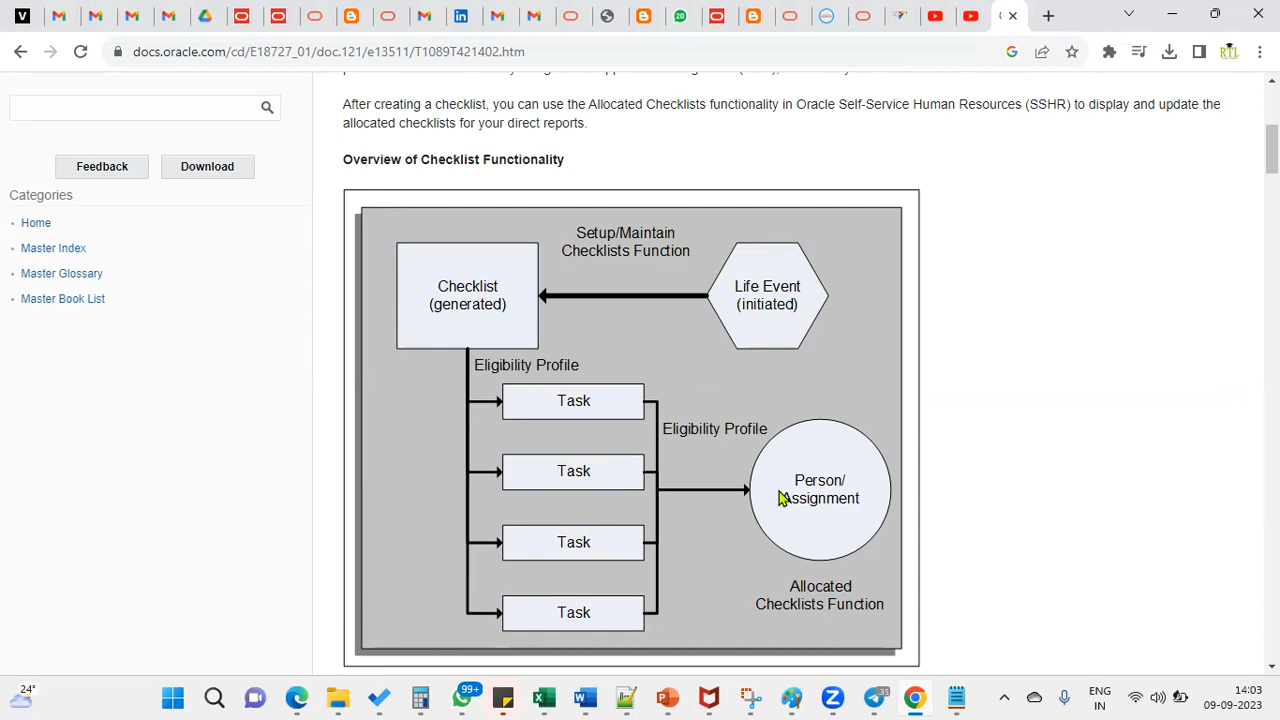 docs.oracle.com/cd/E18727_01/doc.121/e13511/T1089T421402.htm
RTL
After creating a checklist, you can use the Allocated Checklists functionality in Oracle Self-Service Human Resources (SSHR) to display and update the
allocated checklists for your direct reports.
Feedback
Download
Overview of Checklist Functionality
Categories
Home
Master Index
Master Glossary
Master Book List
Setup/Maintain
Checklists Function
Checklist
(generated)
Life Event
(initiated)
Eligibility Profile
Task
Eligibility Profile
Task
Person/
Assignment
Task
Allocated
Checklists Function
Task
24°
99+
35
ENG
IN
14:03
09-09-2023